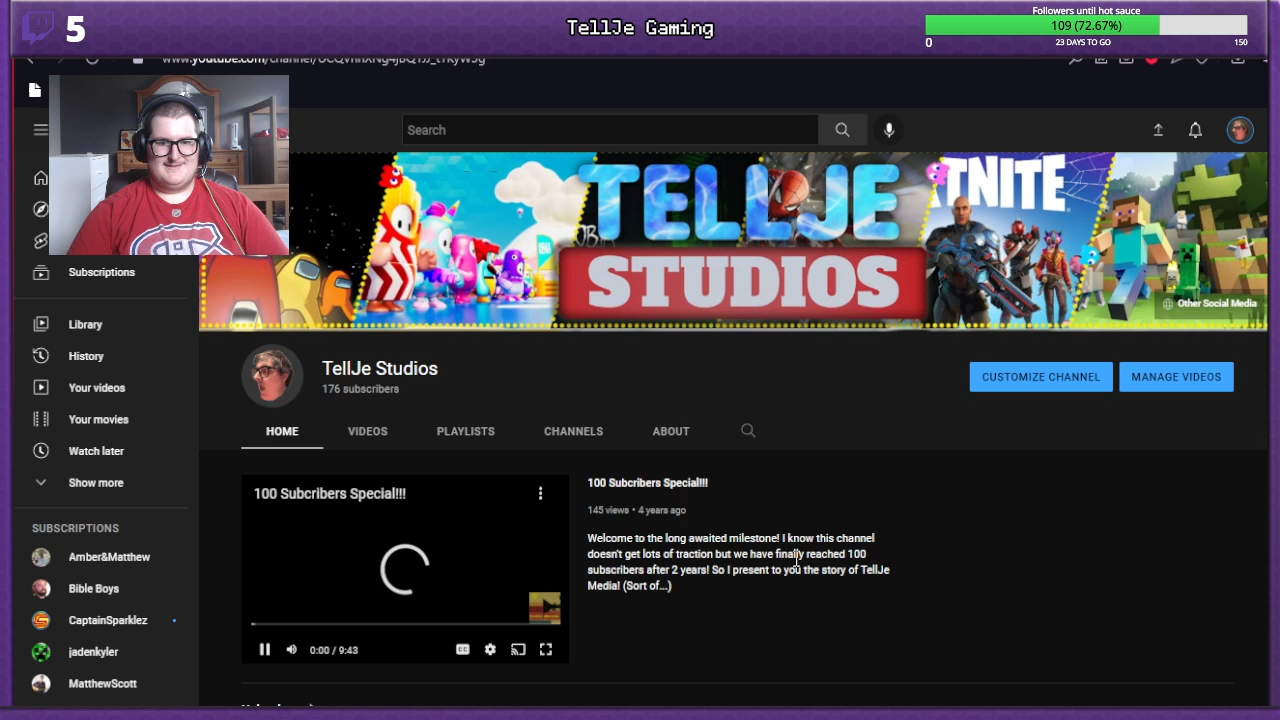 5
TellJe Gaming
Followers until hot sauce
109 (72.67%)
0
23 DAYS TO GO
150
Search
TELLJE
STUDIOS
TNITE
Other Social Media
Subscriptions
Library
History
Your videos
Your movies
Watch later
Show more
SUBSCRIPTIONS
Amber&Matthew
Bible Boys
CaptainSparklez
jadenkyler
MatthewScott
TellJe Studios
176 subscribers
CUSTOMIZE CHANNEL
MANAGE VIDEOS
HOME
VIDEOS
PLAYLISTS
CHANNELS
ABOUT
100 Subcribers Special!!!
0:00 / 9:43
CC
100 Subcribers Special!!!
145 views • 4 years ago
Welcome to the long awaited milestone! I know this channel
doesn't get lots of traction but we have finally reached 100
subscribers after 2 years! So I present to you the story of TellJe
Media! (Sort of...)